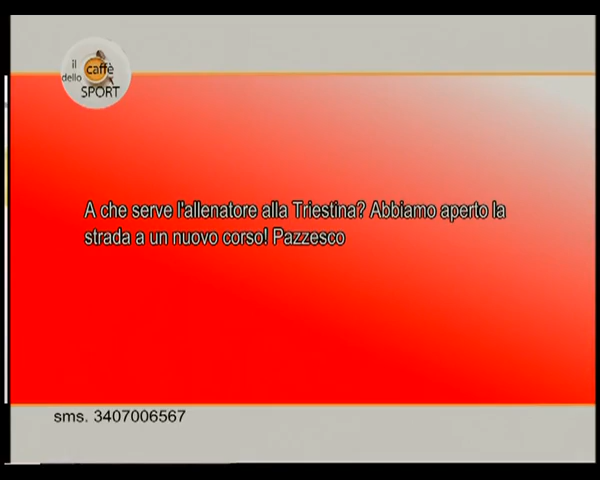 il
dello caffè
SPORT
A che serve l'allenatore alla Triestina? Abbiamo aperto la
strada a un nuovo corso! Pazzesco
sms. 3407006567